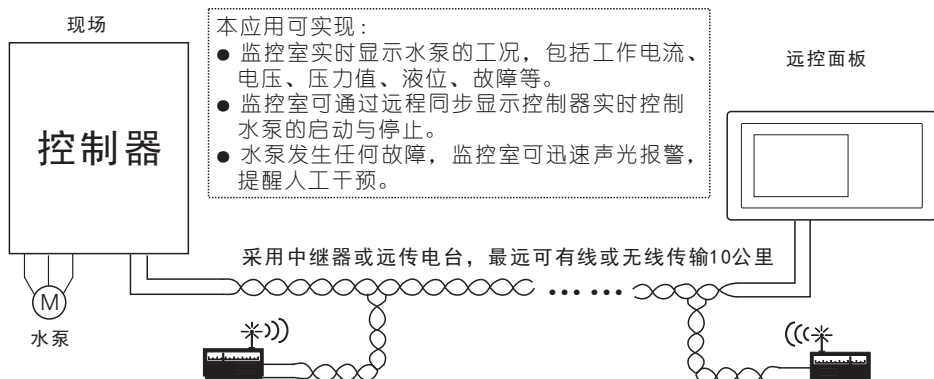 现场
本应用可实现：
● 监控室实时显示水泵的工况，包括工作电流、
电压、压力值、液位、故障等。
● 监控室可通过远程同步显示控制器实时控制
水泵的启动与停止。
● 水泵发生任何故障，监控室可迅速声光报警，
提醒人工干预。
远控面板
控制器
采用中继器或远传电台，最远可有线或无线传输10公里
M
水泵